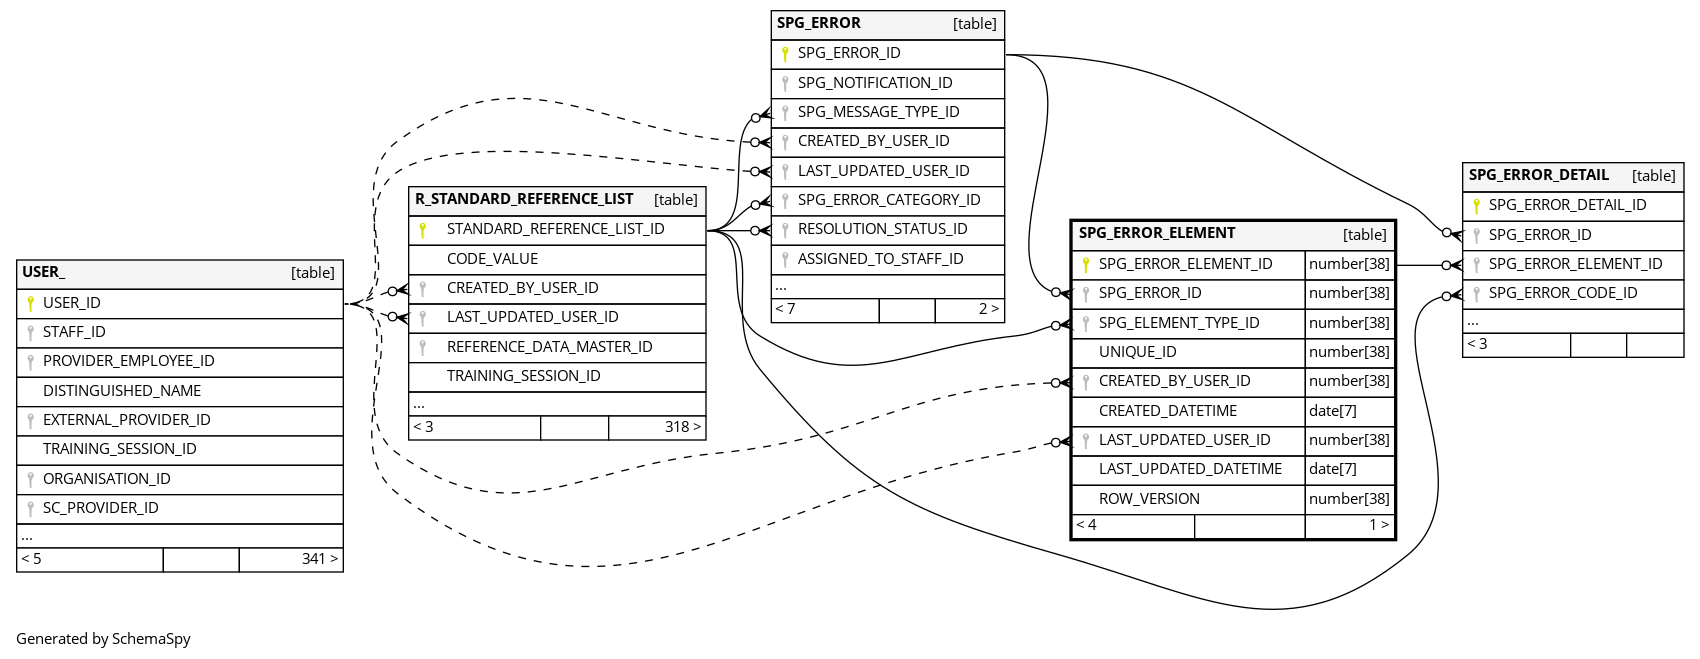 SPG_ERROR [table]
SPG_ERROR_ID
SPG_NOTIFICATION_ID
SPG_MESSAGE_TYPE_ID
CREATED_BY_USER_ID
LAST_UPDATED_USER_ID
SPG_ERROR_CATEGORY_ID
RESOLUTION_STATUS_ID
ASSIGNED_TO_STAFF_ID
...
< 7 2 >
SPG_ERROR_DETAIL [table]
SPG_ERROR_DETAIL_ID
SPG_ERROR_ID
SPG_ERROR_ELEMENT_ID
SPG_ERROR_CODE_ID
...
< 3
R_STANDARD_REFERENCE_LIST [table]
STANDARD_REFERENCE_LIST_ID
CODE_VALUE
CREATED_BY_USER_ID
LAST_UPDATED_USER_ID
REFERENCE_DATA_MASTER_ID
TRAINING_SESSION_ID
...
< 3 318 >
SPG_ERROR_ELEMENT [table]
SPG_ERROR_ELEMENT_ID number[38]
SPG_ERROR_ID number[38]
SPG_ELEMENT_TYPE_ID number[38]
UNIQUE_ID number[38]
CREATED_BY_USER_ID number[38]
CREATED_DATETIME date[7]
LAST_UPDATED_USER_ID number[38]
LAST_UPDATED_DATETIME date[7]
ROW_VERSION number[38]
< 4 1 >
USER_ [table]
USER_ID
STAFF_ID
PROVIDER_EMPLOYEE_ID
DISTINGUISHED_NAME
EXTERNAL_PROVIDER_ID
TRAINING_SESSION_ID
ORGANISATION_ID
SC_PROVIDER_ID
...
< 5 341 >
Generated by SchemaSpy